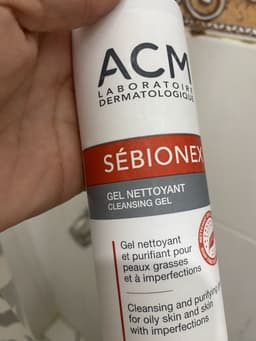 ACM
LABORATOIRE
DERMATOLOGIQUE
SÉBIONEX
GEL NETTOYANT
CLEANSING GEL
Gel nettoyant
et purifiant pour
peaux grasses
et à imperfections
Cleansing and purifying
for oily skin and skin
with imperfections